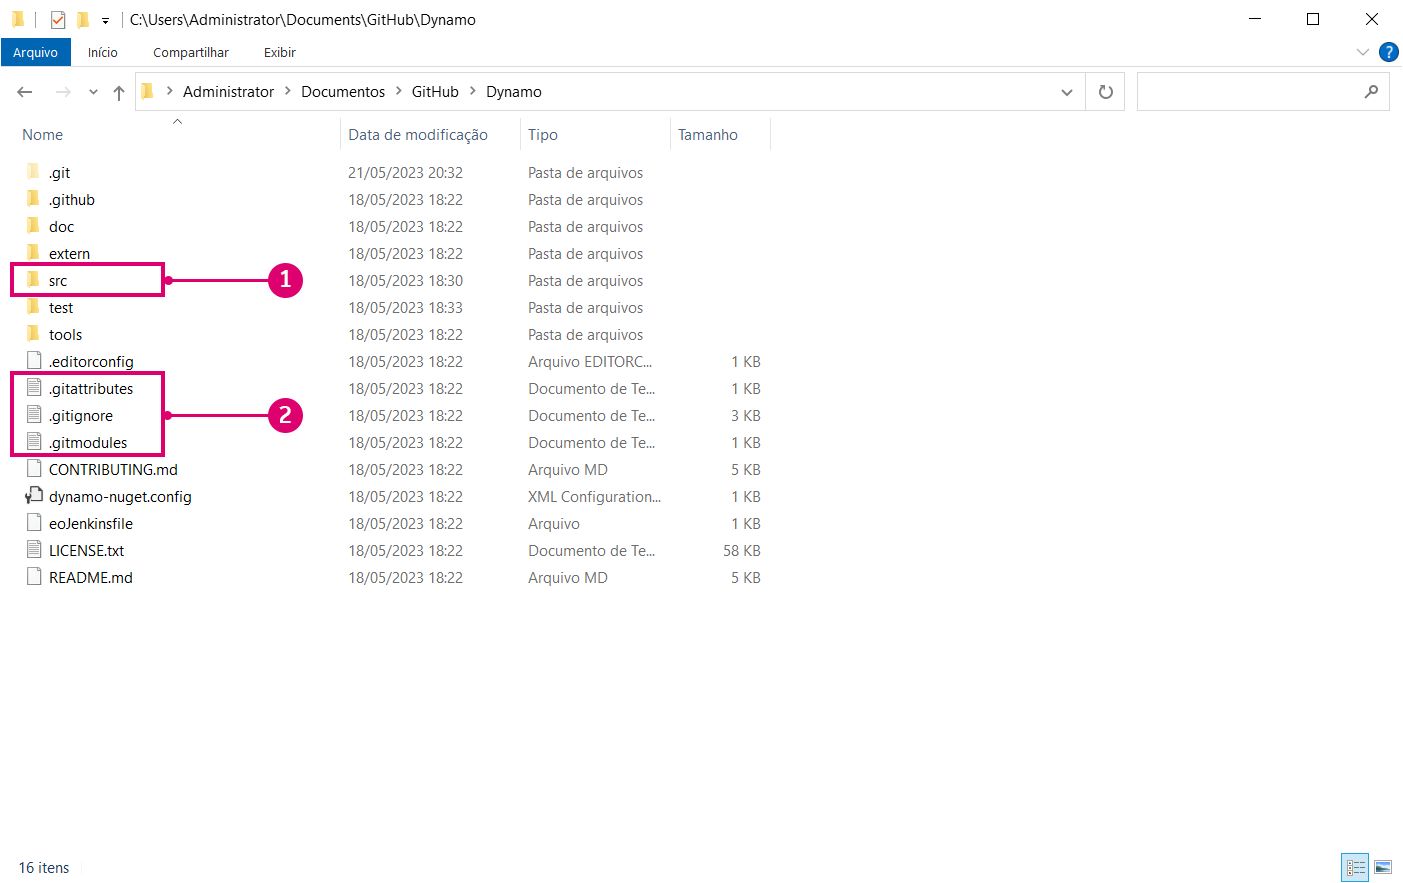 C:\Users\Administrator\Documents\GitHub\Dynamo
Arquivo Início Compartilhar Exibir ?
Administrator Documentos GitHub Dynamo
Nome Data de modificação Tipo Tamanho
.git 21/05/2023 20:32 Pasta de arquivos
.github 18/05/2023 18:22 Pasta de arquivos
doc 18/05/2023 18:22 Pasta de arquivos
extern 18/05/2023 18:22 Pasta de arquivos
src 1 18/05/2023 18:30 Pasta de arquivos
test 18/05/2023 18:33 Pasta de arquivos
tools 18/05/2023 18:22 Pasta de arquivos
.editorconfig 18/05/2023 18:22 Arquivo EDITORC... 1 KB
.gitattributes 18/05/2023 18:22 Documento de Te... 1 KB
.gitignore 2 18/05/2023 18:22 Documento de Te... 3 KB
.gitmodules 18/05/2023 18:22 Documento de Te... 1 KB
CONTRIBUTING.md 18/05/2023 18:22 Arquivo MD 5 KB
dynamo-nuget.config 18/05/2023 18:22 XML Configuration... 1 KB
eoJenkinsfile 18/05/2023 18:22 Arquivo 1 KB
LICENSE.txt 18/05/2023 18:22 Documento de Te... 58 KB
README.md 18/05/2023 18:22 Arquivo MD 5 KB
16 itens